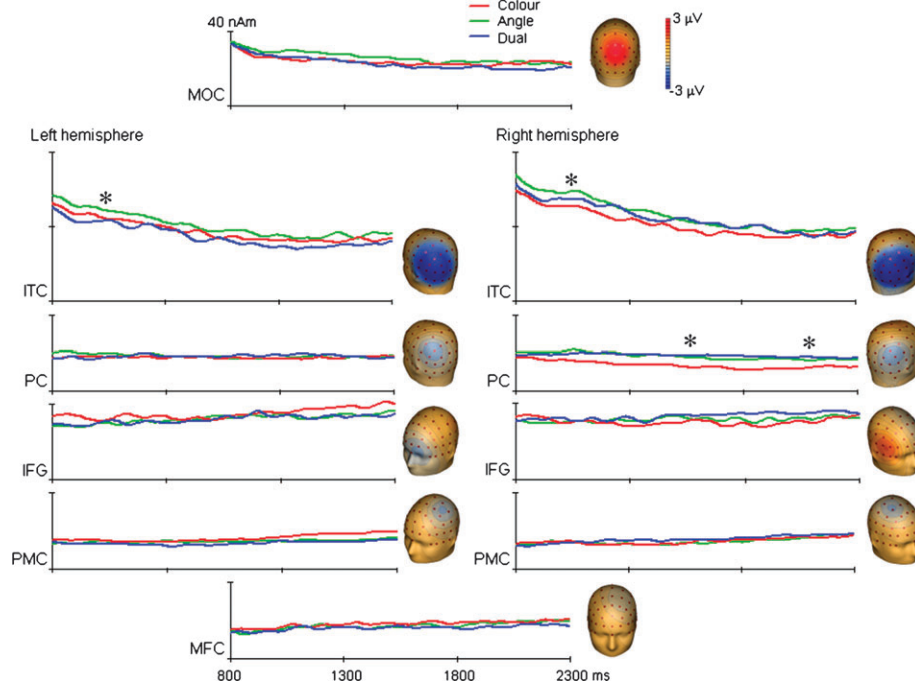 Colour
Angle
Dual
40 nAm
3 µV
-3 µV
MOC
Left hemisphere
Right hemisphere
*
*
ITC
ITC
*
*
PC
PC
IFG
IFG
PMC
PMC
MFC
800 1300 1800 2300 ms